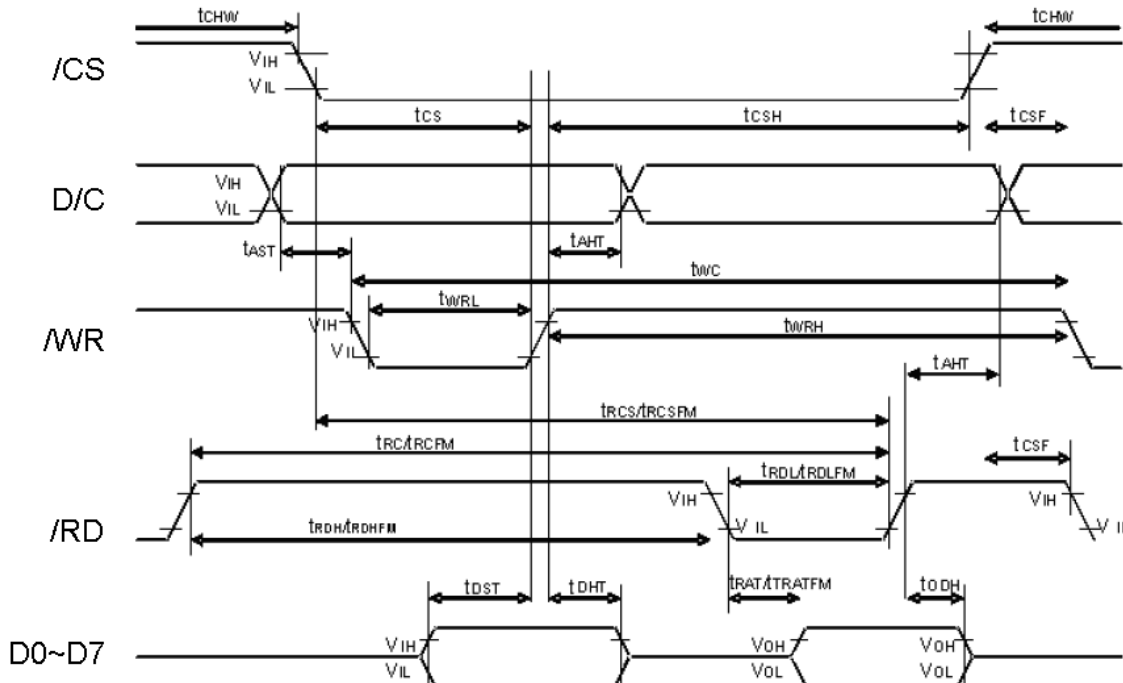 tCHW tCHW
/CS
VIH
VIL
tCS tCSH tCSF
D/C
VIH
VIL
tAST tAHT
tWC
/WR
tWRL
VIH
VIL
tWRH
tAHT
tRCS/tRCSFM
tRC/tRCFM
tCSF
tRDL/tRDLFM
/RD
VIH VIH
VIL VIL
tRDH/tRDHFM
tRAT/tTRATFM
tDST tDHT tODH
D0~D7
VIH VOH VOH
VIL VOL VOL